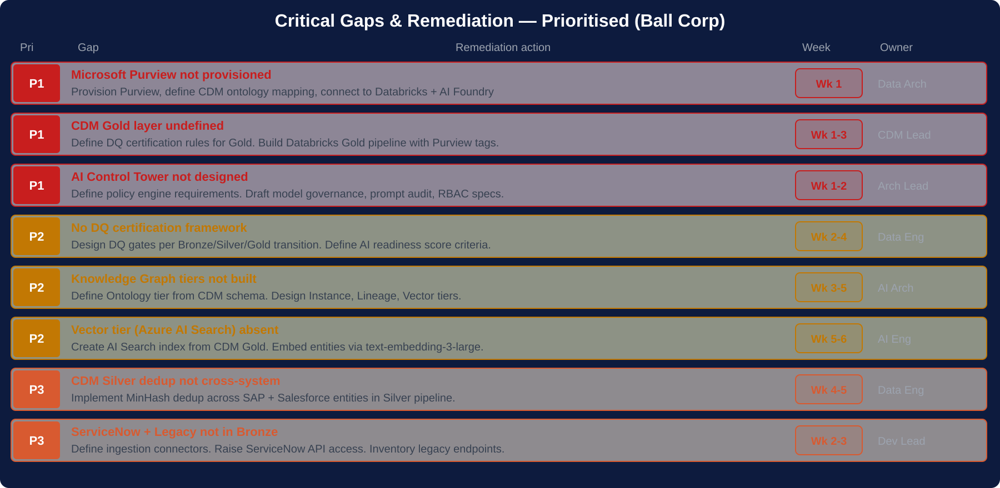 Critical Gaps & Remediation — Prioritised (Ball Corp)
Pri Gap Remediation action Week Owner
P1 Microsoft Purview not provisioned Wk 1 Data Arch
Provision Purview, define CDM ontology mapping, connect to Databricks + AI Foundry
P1 CDM Gold layer undefined Wk 1-3 CDM Lead
Define DQ certification rules for Gold. Build Databricks Gold pipeline with Purview tags.
P1 AI Control Tower not designed Wk 1-2 Arch Lead
Define policy engine requirements. Draft model governance, prompt audit, RBAC specs.
P2 No DQ certification framework Wk 2-4 Data Eng
Design DQ gates per Bronze/Silver/Gold transition. Define AI readiness score criteria.
P2 Knowledge Graph tiers not built Wk 3-5 AI Arch
Define Ontology tier from CDM schema. Design Instance, Lineage, Vector tiers.
P2 Vector tier (Azure AI Search) absent Wk 5-6 AI Eng
Create AI Search index from CDM Gold. Embed entities via text-embedding-3-large.
P3 CDM Silver dedup not cross-system Wk 4-5 Data Eng
Implement MinHash dedup across SAP + Salesforce entities in Silver pipeline.
P3 ServiceNow + Legacy not in Bronze Wk 2-3 Dev Lead
Define ingestion connectors. Raise ServiceNow API access. Inventory legacy endpoints.